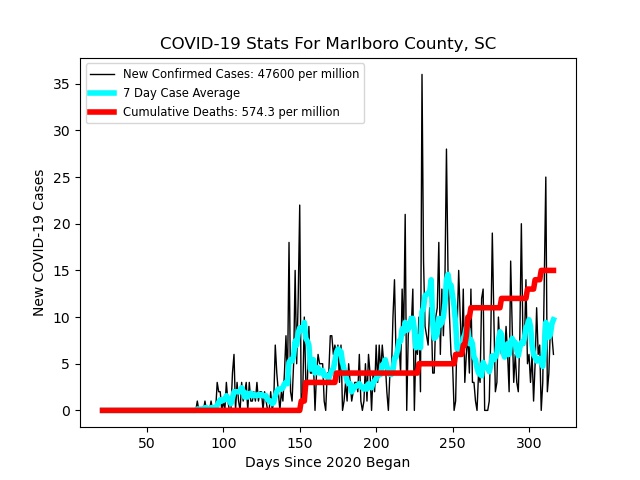 COVID-19 Stats For Marlboro County, SC
New Confirmed Cases: 47600 per million
7 Day Case Average
Cumulative Deaths: 574.3 per million
New COVID-19 Cases
35
30
25
20
15
10
5
0
50 100 150 200 250 300
Days Since 2020 Began